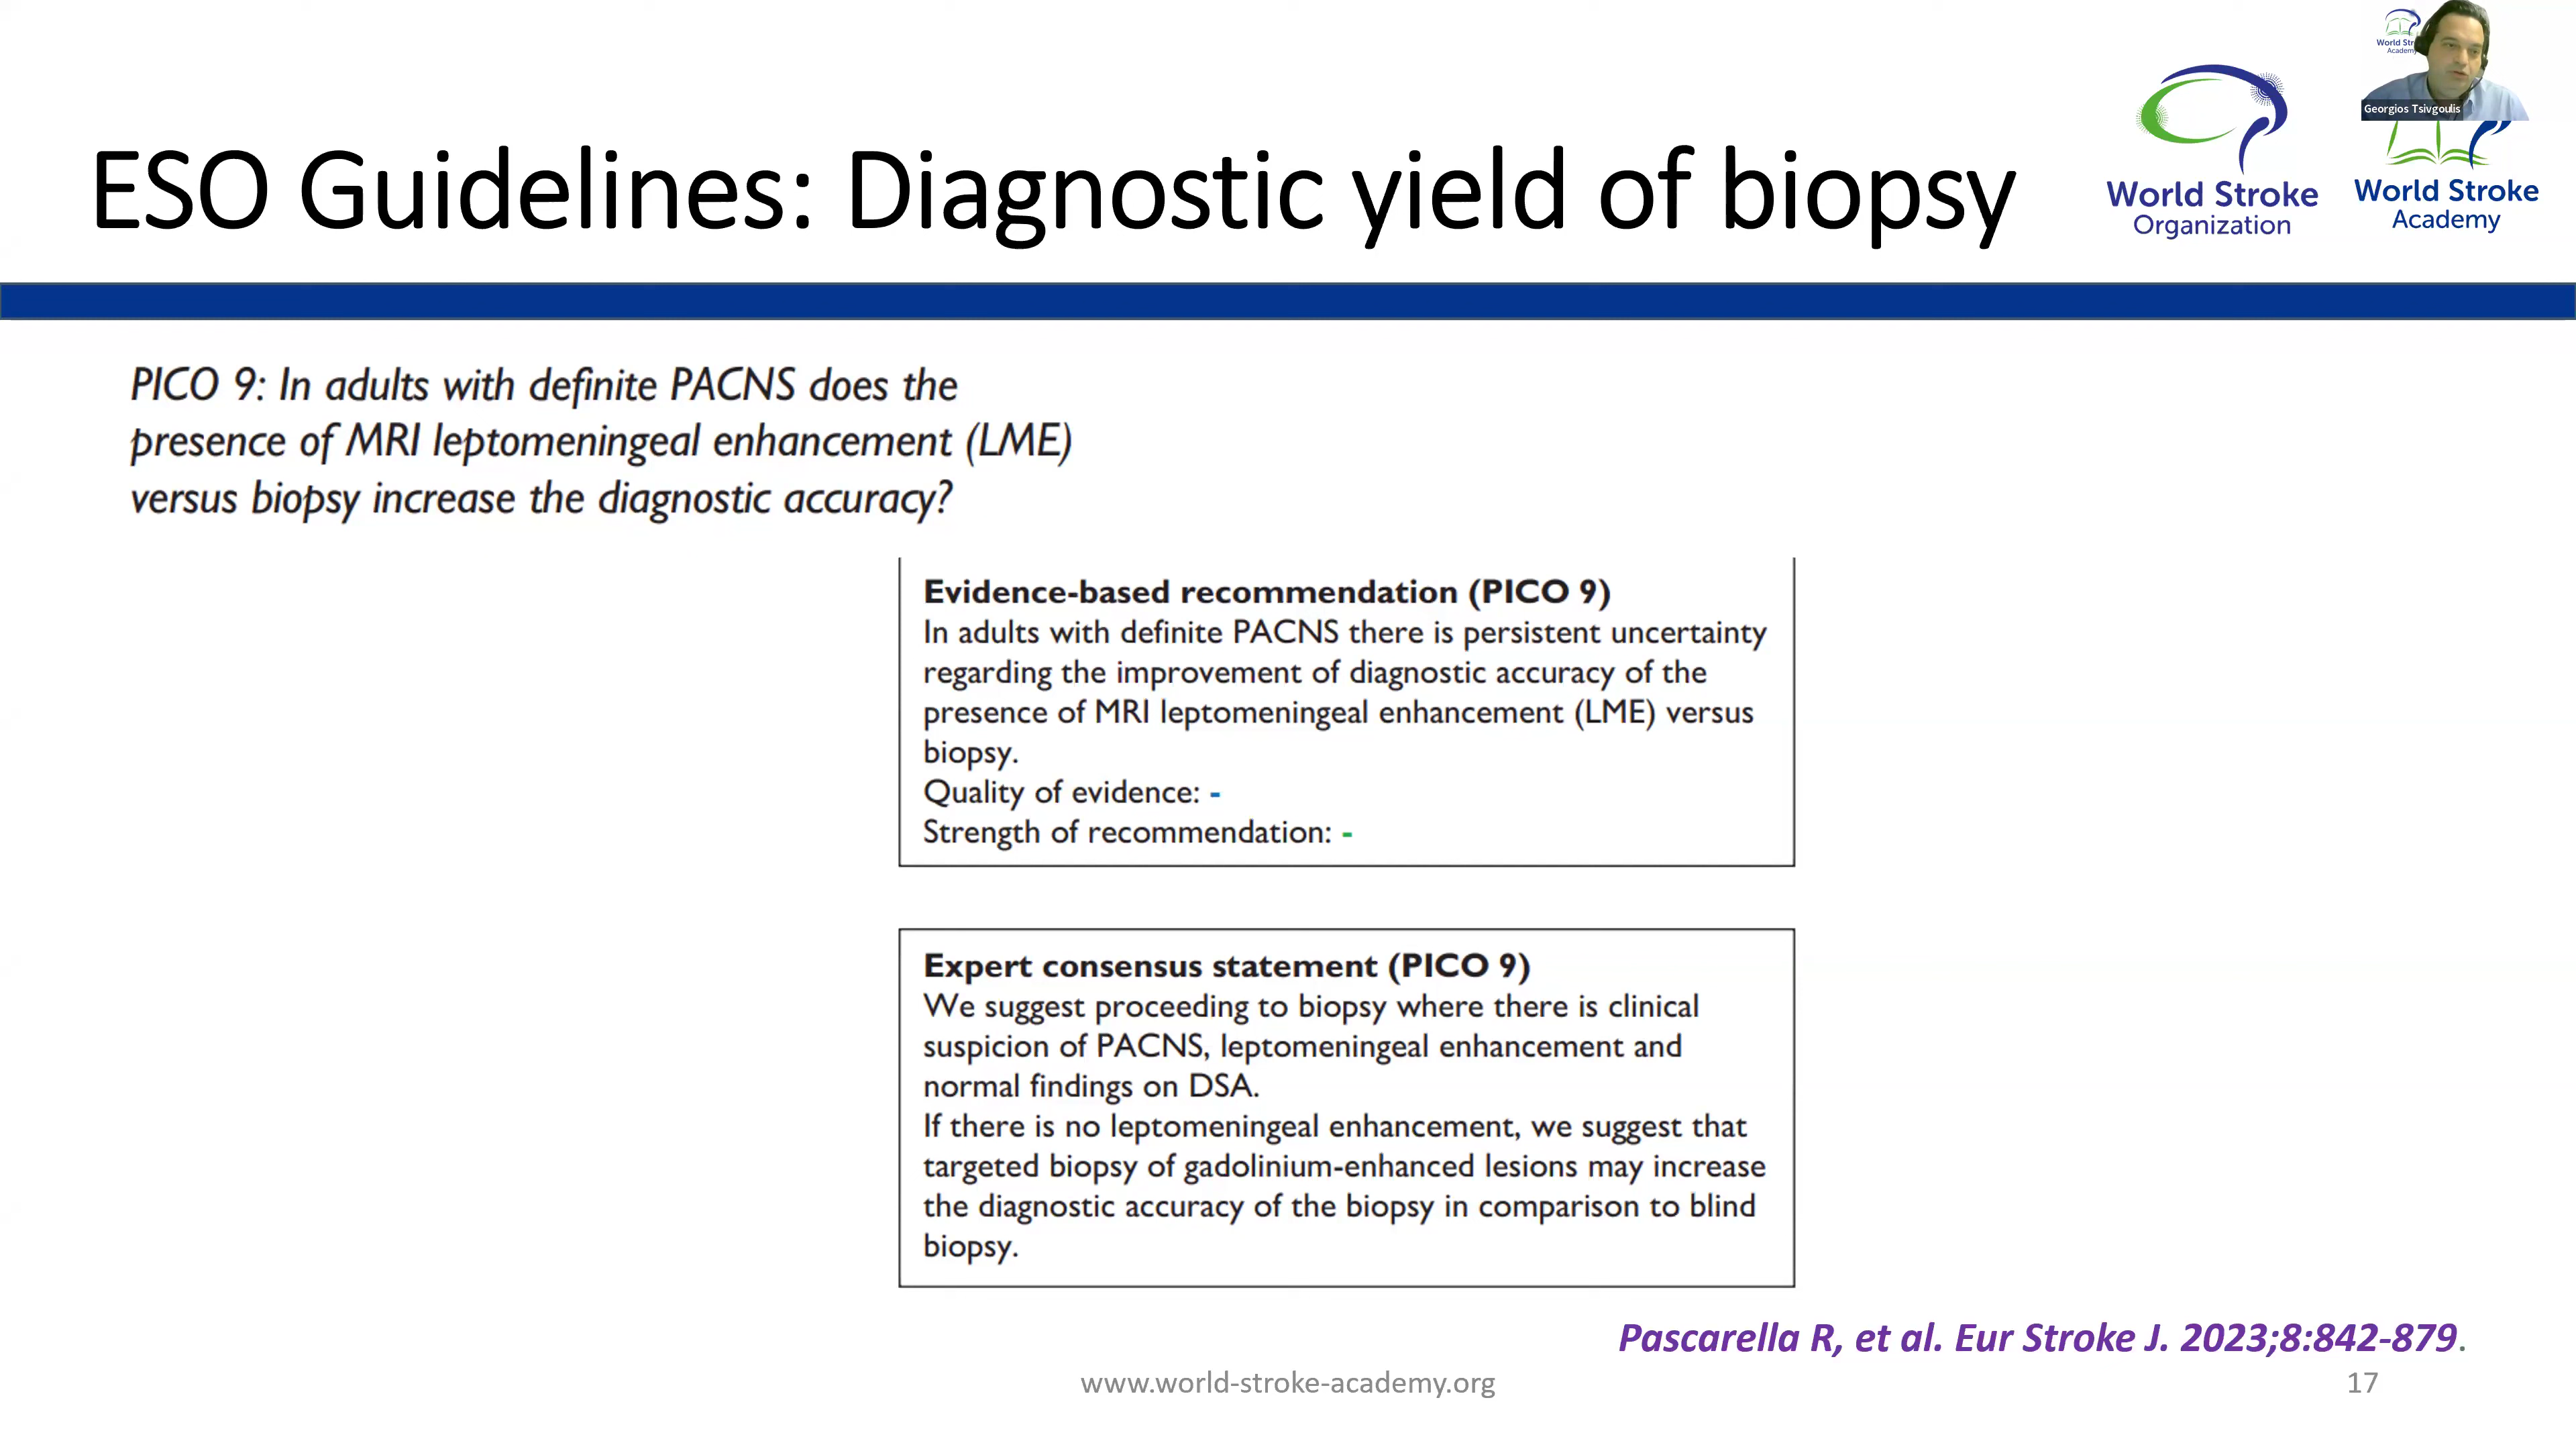 World Str
Academy
Georgios Tsivgoulis
ESO Guidelines: Diagnostic yield of biopsy
World Stroke
Organization
World Stroke
Academy
PICO 9: In adults with definite PACNS does the
presence of MRI leptomeningeal enhancement (LME)
versus biopsy increase the diagnostic accuracy?
Evidence-based recommendation (PICO 9)
In adults with definite PACNS there is persistent uncertainty
regarding the improvement of diagnostic accuracy of the
presence of MRI leptomeningeal enhancement (LME) versus
biopsy.
Quality of evidence: -
Strength of recommendation: -
Expert consensus statement (PICO 9)
We suggest proceeding to biopsy where there is clinical
suspicion of PACNS, leptomeningeal enhancement and
normal findings on DSA.
If there is no leptomeningeal enhancement, we suggest that
targeted biopsy of gadolinium-enhanced lesions may increase
the diagnostic accuracy of the biopsy in comparison to blind
biopsy.
Pascarella R, et al. Eur Stroke J. 2023;8:842-879.
www.world-stroke-academy.org
17